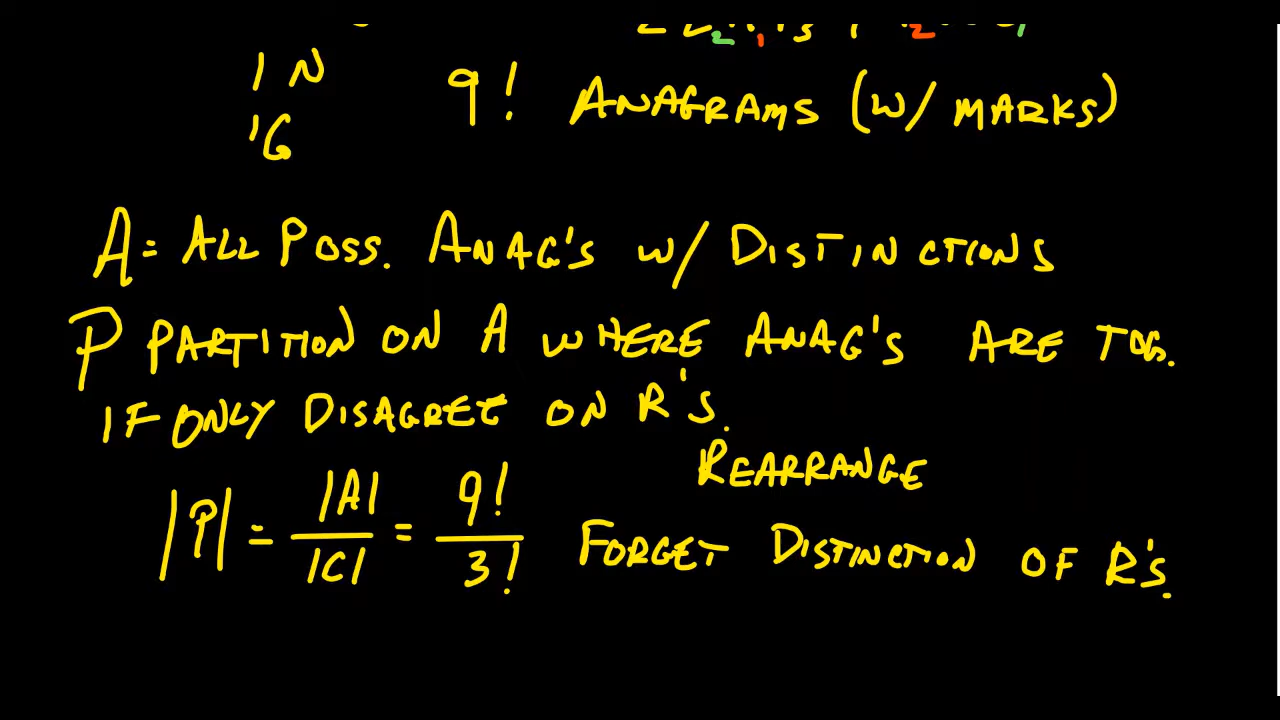 1 N
9! ANAGRAMS (W/ MARKS)
1 G
A = ALL POSS. ANAG'S W/ DISTINCTIONS
P PARTITION ON A WHERE ANAG'S ARE TOG.
IF ONLY DISAGREE ON R'S.
REARRANGE
|P| = |A| / |C| = 9! / 3! FORGET DISTINCTION OF R'S.